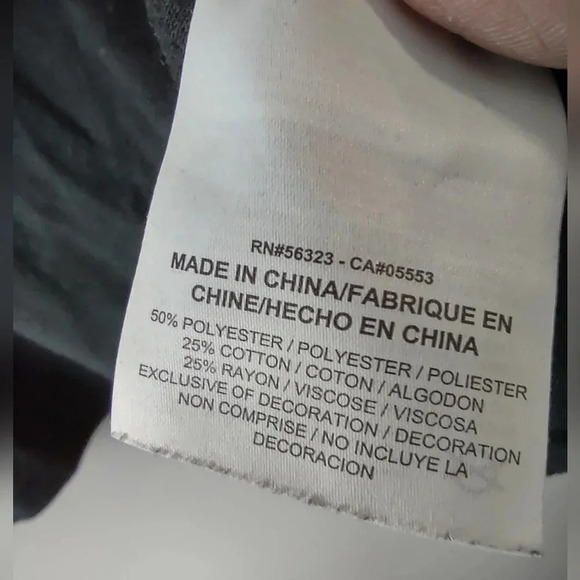 RN#56323 - CA#05553
MADE IN CHINA/FABRIQUE EN
CHINE/HECHO EN CHINA
50% POLYESTER / POLYESTER / POLIESTER
25% COTTON / COTON / ALGODON
25% RAYON / VISCOSE / VISCOSA
EXCLUSIVE OF DECORATION / DECORATION
NON COMPRISE / NO INCLUYE LA
DECORACION